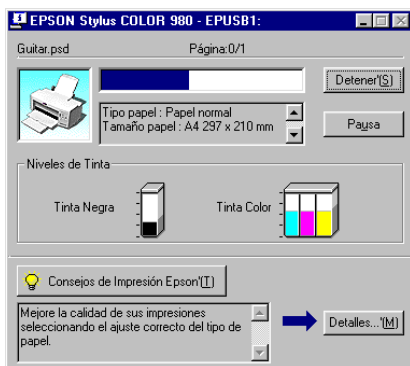 EPSON Stylus COLOR 980 - EPUSB1:
Guitar.psd Página:0/1
Detener'(S)
Tipo papel : Papel normal
Tamaño papel : A4 297 x 210 mm
Pausa
Niveles de Tinta
Tinta Negra Tinta Color
Consejos de Impresión Epson'(T)
Mejore la calidad de sus impresiones
seleccionando el ajuste correcto del tipo de
papel.
Detalles...'(M)